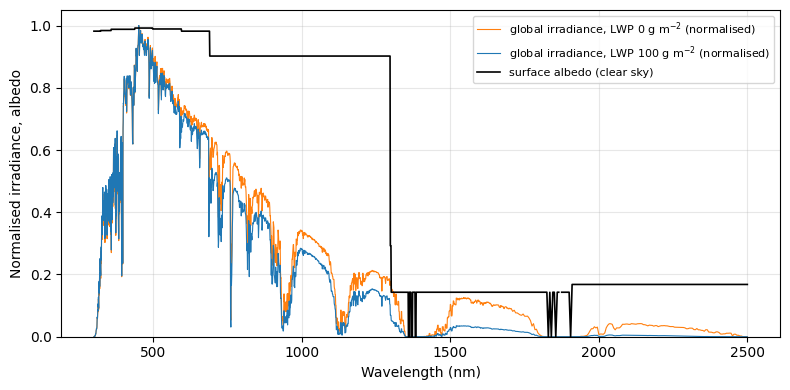 global irradiance, LWP 0 g m⁻² (normalised)
global irradiance, LWP 100 g m⁻² (normalised)
surface albedo (clear sky)
Normalised irradiance, albedo
1.0
0.8
0.6
0.4
0.2
0.0
500
1000
1500
2000
2500
Wavelength (nm)